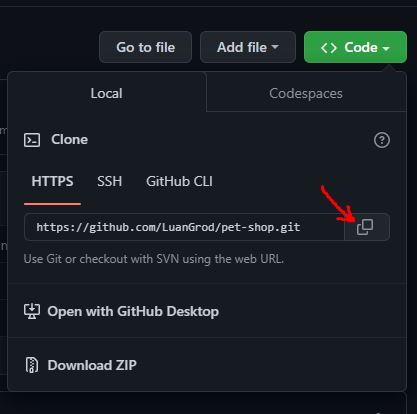 Go to file Add file Code
Local Codespaces
Clone
HTTPS SSH GitHub CLI
https://github.com/LuanGrod/pet-shop.git
Use Git or checkout with SVN using the web URL.
Open with GitHub Desktop
Download ZIP